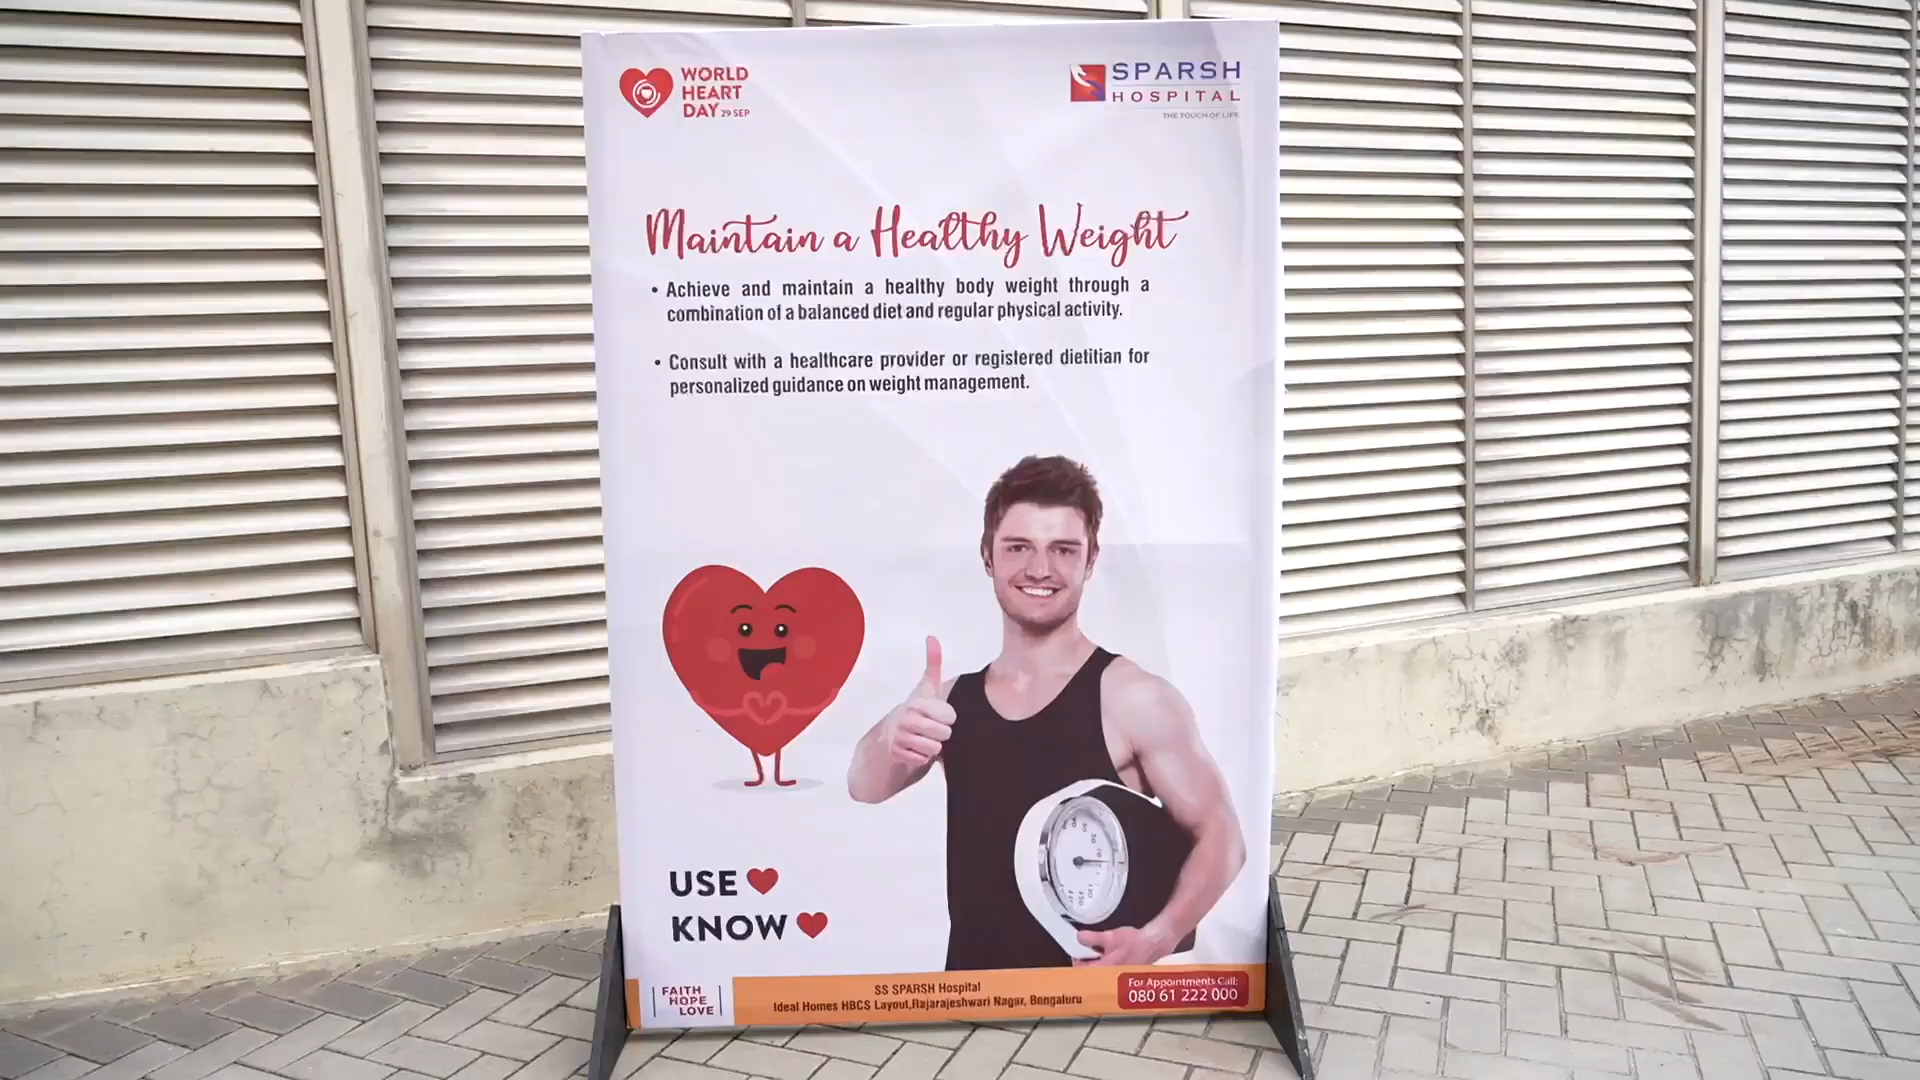 WORLD
HEART
DAY 29 SEP
SPARSH
HOSPITAL
THE TOUCH OF LIFE
Maintain a Healthy Weight
• Achieve and maintain a healthy body weight through a
combination of a balanced diet and regular physical activity.
• Consult with a healthcare provider or registered dietitian for
personalized guidance on weight management.
USE
KNOW
FAITH
HOPE
LOVE
SS SPARSH Hospital
Ideal Homes HBCS Layout,Rajarajeshwari Nagar, Bengaluru
For Appointments Call:
080 61 222 000